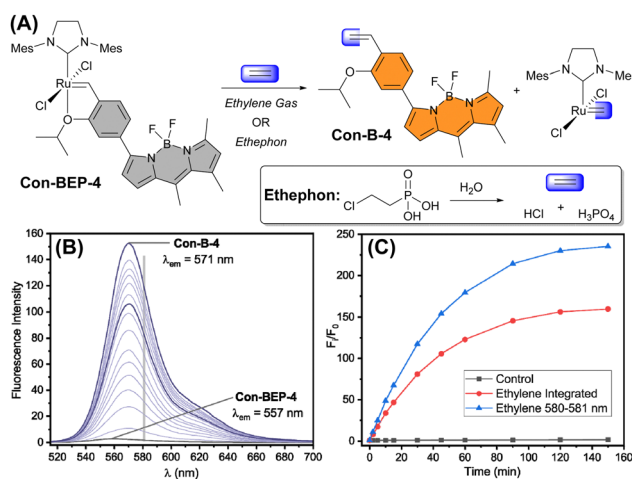 (A)
Mes
N
N
Mes
Cl
Ru
Cl
O
F
F
B
N
N
Con-BEP-4
Ethylene Gas
OR
Ethephon
O
F
F
B
N
N
Con-B-4
+
Mes
N
N
Mes
Cl
Ru
Cl
Ethephon:
Cl
O
P
OH
OH
H2O
HCl
+
H3PO4
(B)
Con-B-4
λem = 571 nm
Con-BEP-4
λem = 557 nm
Fluorescence Intensity
160
140
120
100
80
60
40
20
0
520 540 560 580 600 620 640 660 680 700
λ (nm)
(C)
F/F0
250
200
150
100
50
0
Control
Ethylene Integrated
Ethylene 580-581 nm
0 20 40 60 80 100 120 140 160
Time (min)